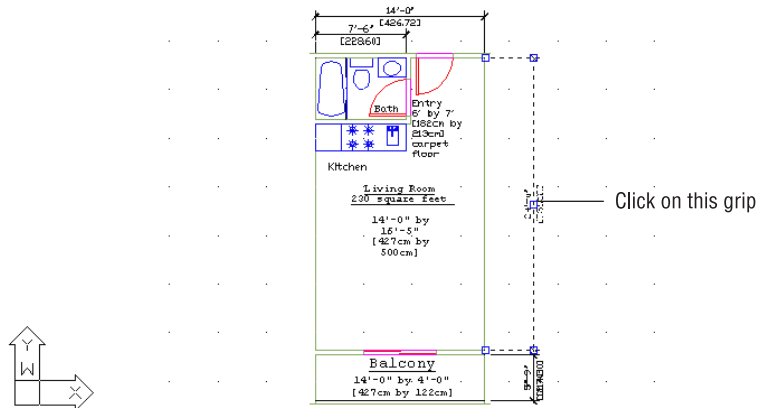 14'-0"
[426.72]
7'-6"
[228.60]
Bath
Entry
6' by 7'
[182cm by
213cm]
carpet
floor
Kitchen
Living Room
230 square feet
14'-0" by
16'-5"
[427cm by
500cm]
Click on this grip
Balcony
14'-0" by 4'-0"
[427cm by 122cm]
Y
W
X